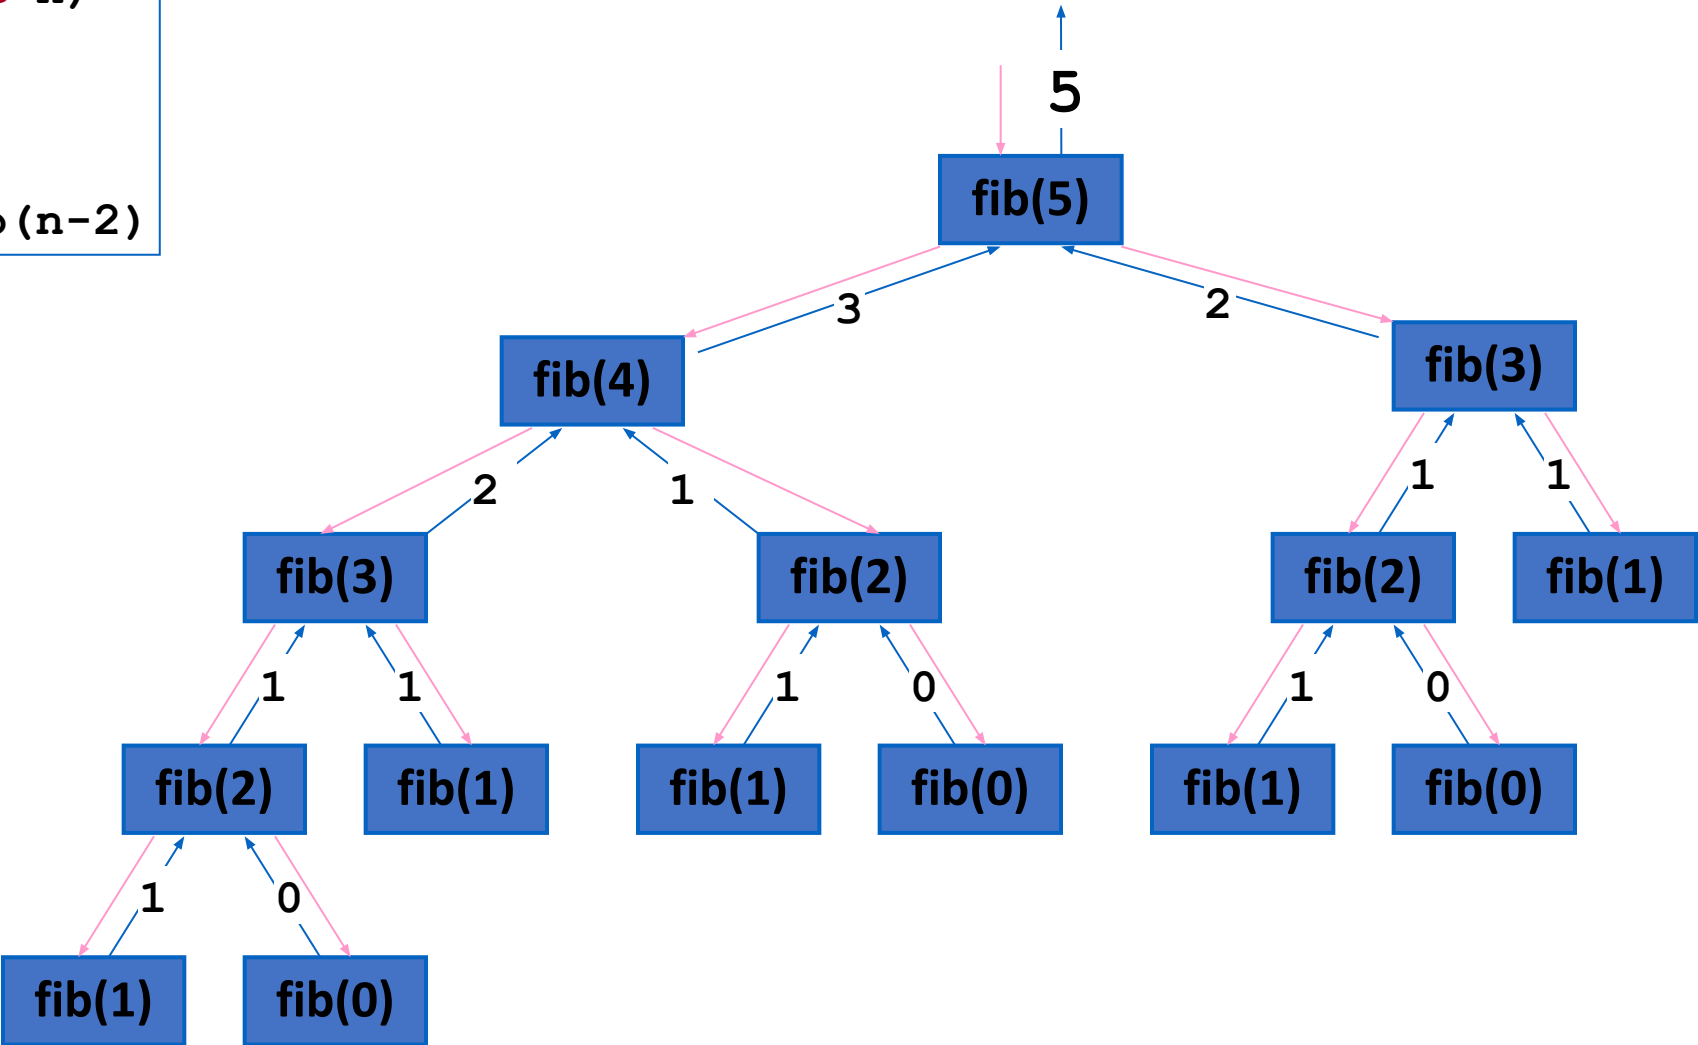 n)
5
(n-2)
fib(5)
3
2
fib(4)
fib(3)
2
1
1
1
fib(3)
fib(2)
fib(2)
fib(1)
1
1
1
0
1
0
fib(2)
fib(1)
fib(1)
fib(0)
fib(1)
fib(0)
1
0
fib(1)
fib(0)